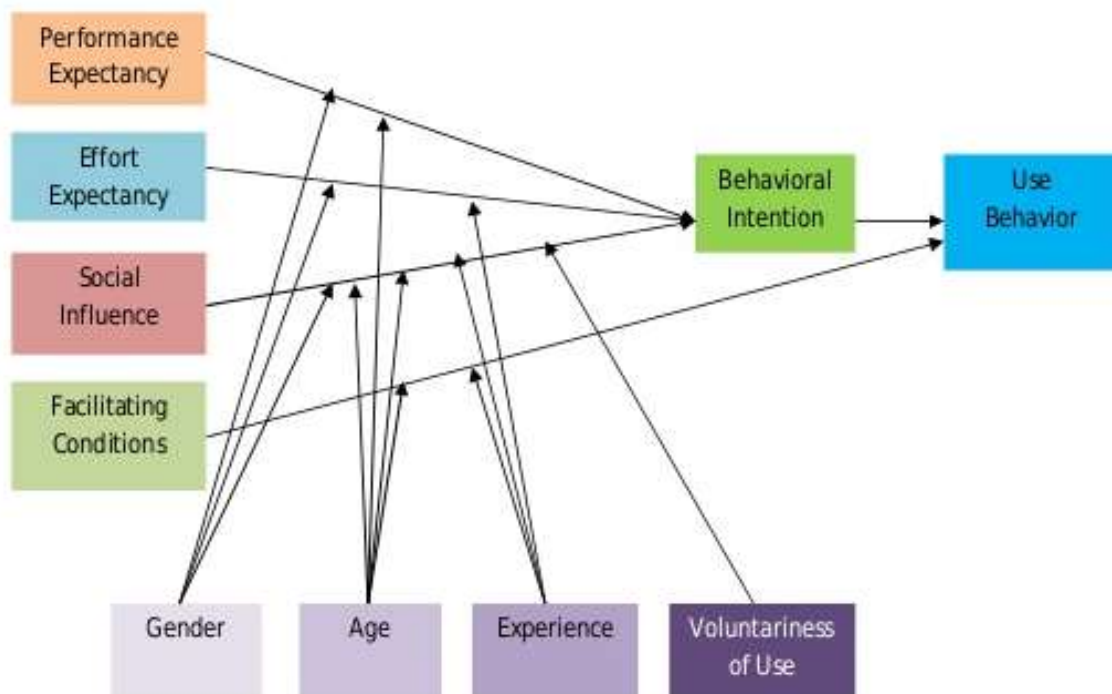 Performance
Expectancy
Effort
Expectancy
Social
Influence
Facilitating
Conditions
Behavioral
Intention
Use
Behavior
Gender
Age
Experience
Voluntariness
of Use